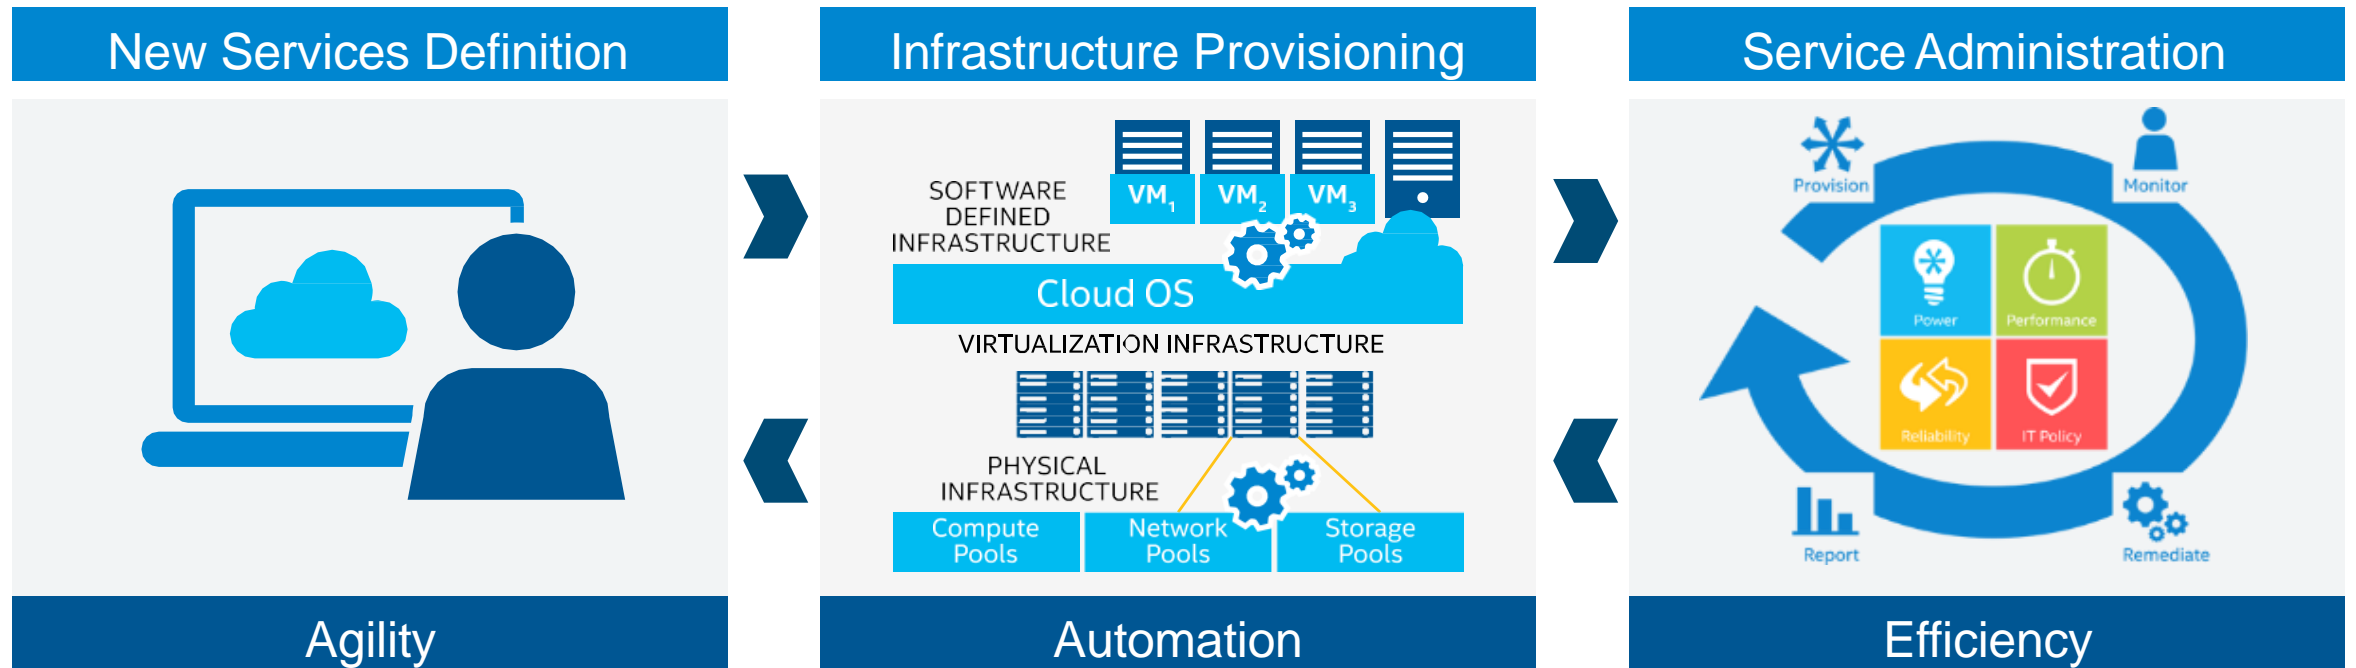 New Services Definition
Agility
Infrastructure Provisioning
SOFTWARE
DEFINED
INFRASTRUCTURE
VM1
VM2
VM3
Cloud OS
VIRTUALIZATION INFRASTRUCTURE
PHYSICAL
INFRASTRUCTURE
Compute
Pools
Network
Pools
Storage
Pools
Automation
Service Administration
Provision
Monitor
Power
Performance
Reliability
IT Policy
Report
Remediate
Efficiency